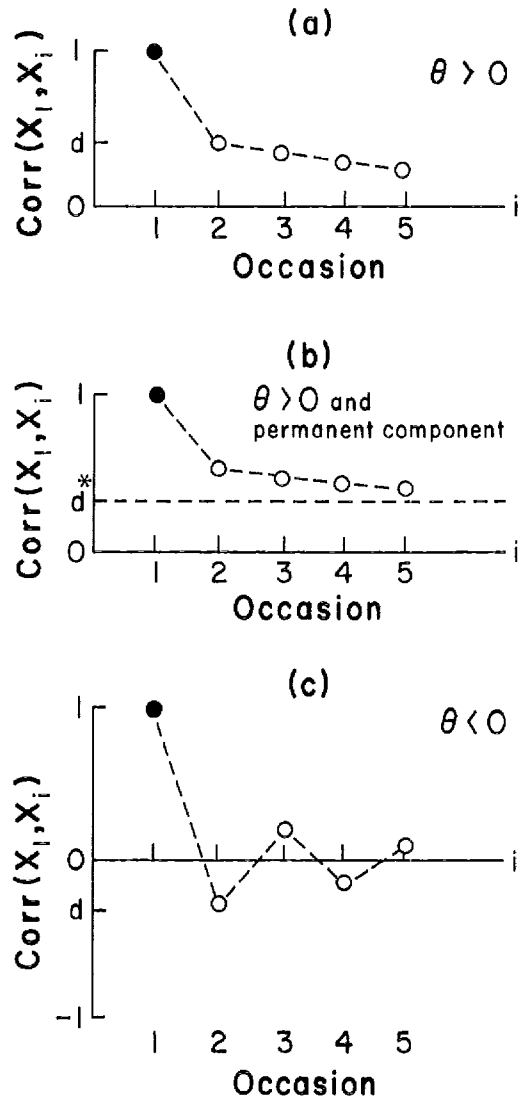 (a)
θ > 0
Corr(X₁,Xᵢ)
1
d
0
i
1 2 3 4 5
Occasion
(b)
θ > 0 and
permanent component
Corr(X₁,Xᵢ)
1
d*
0
i
1 2 3 4 5
Occasion
(c)
θ < 0
Corr(X₁,Xᵢ)
1
0
i
d
-1
1 2 3 4 5
Occasion